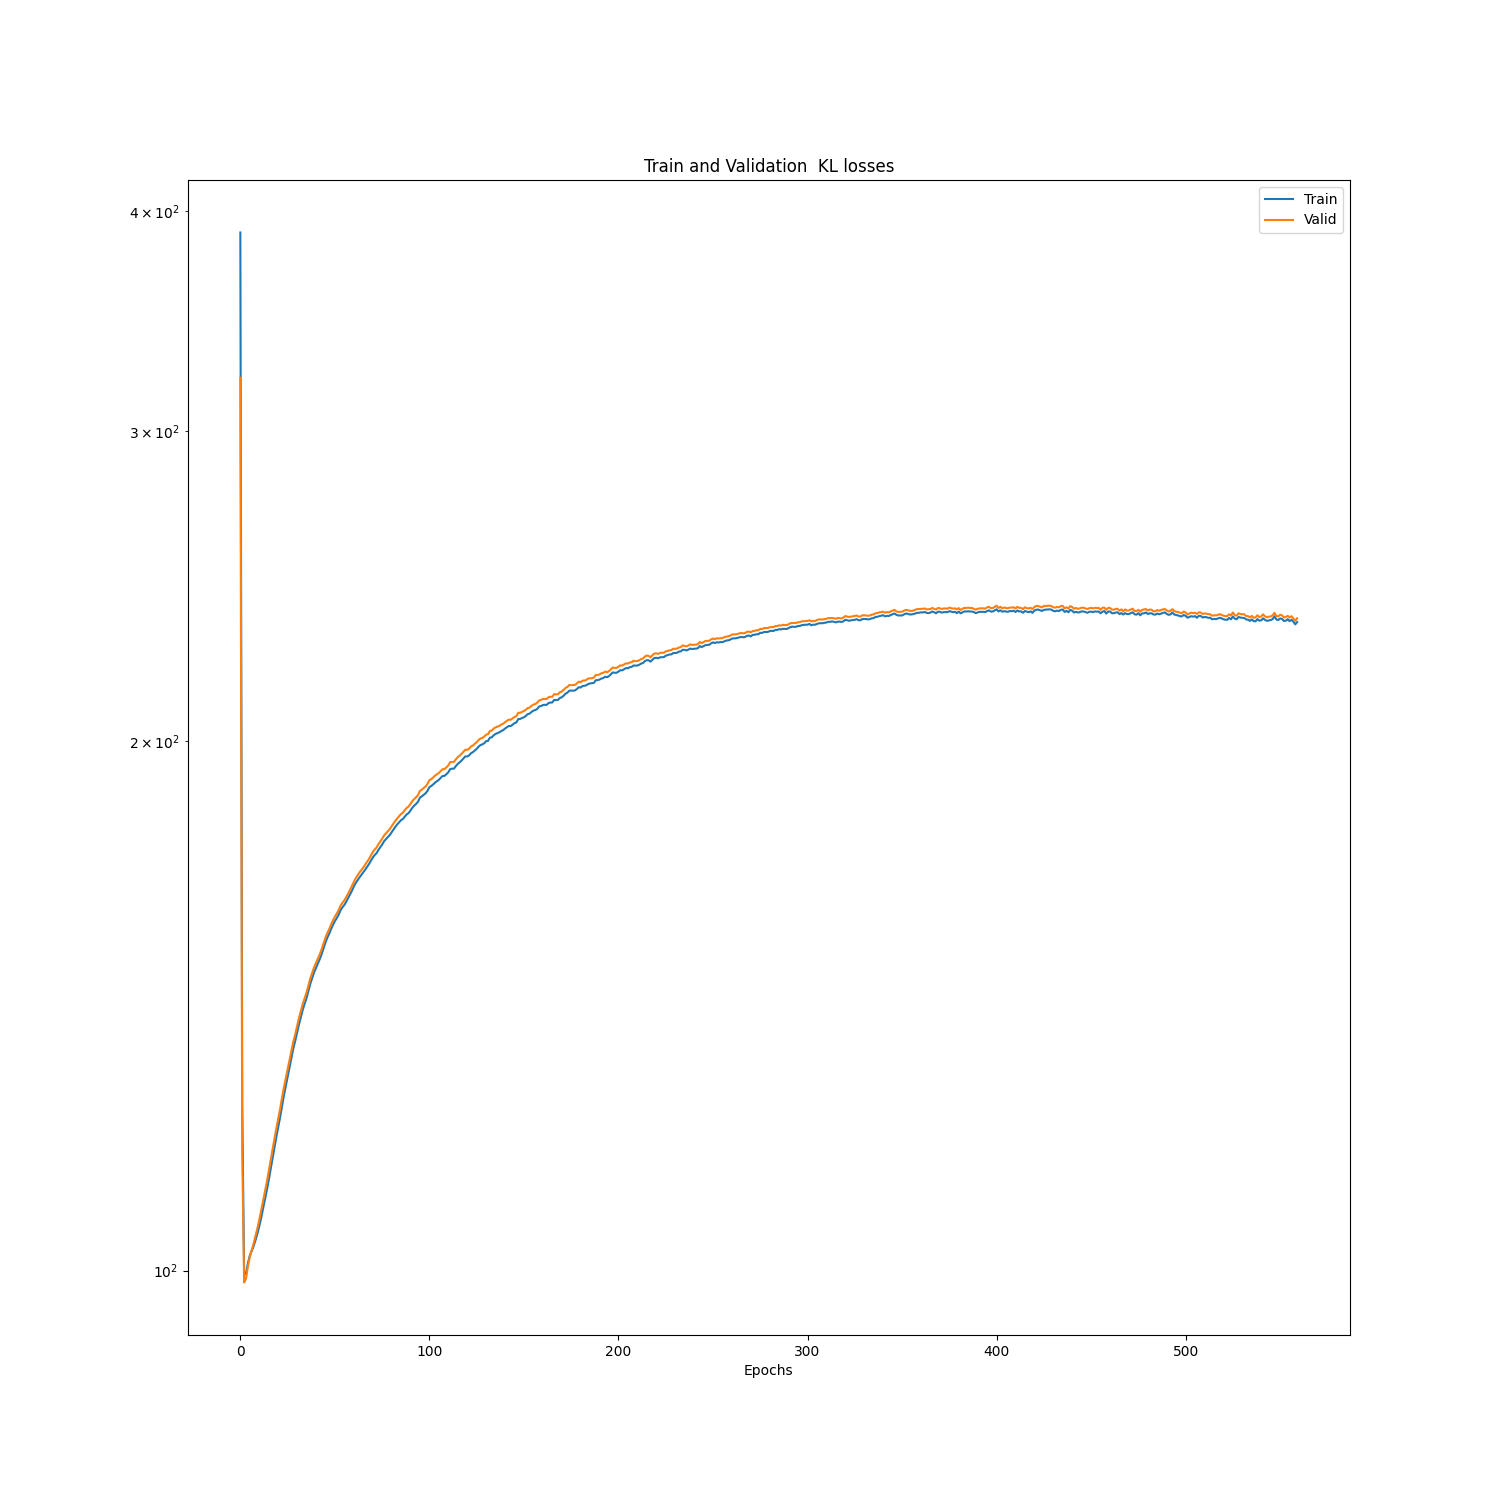 Train and Validation  KL losses
Train
Valid
4 × 10²
3 × 10²
2 × 10²
10²
0 100 200 300 400 500
Epochs